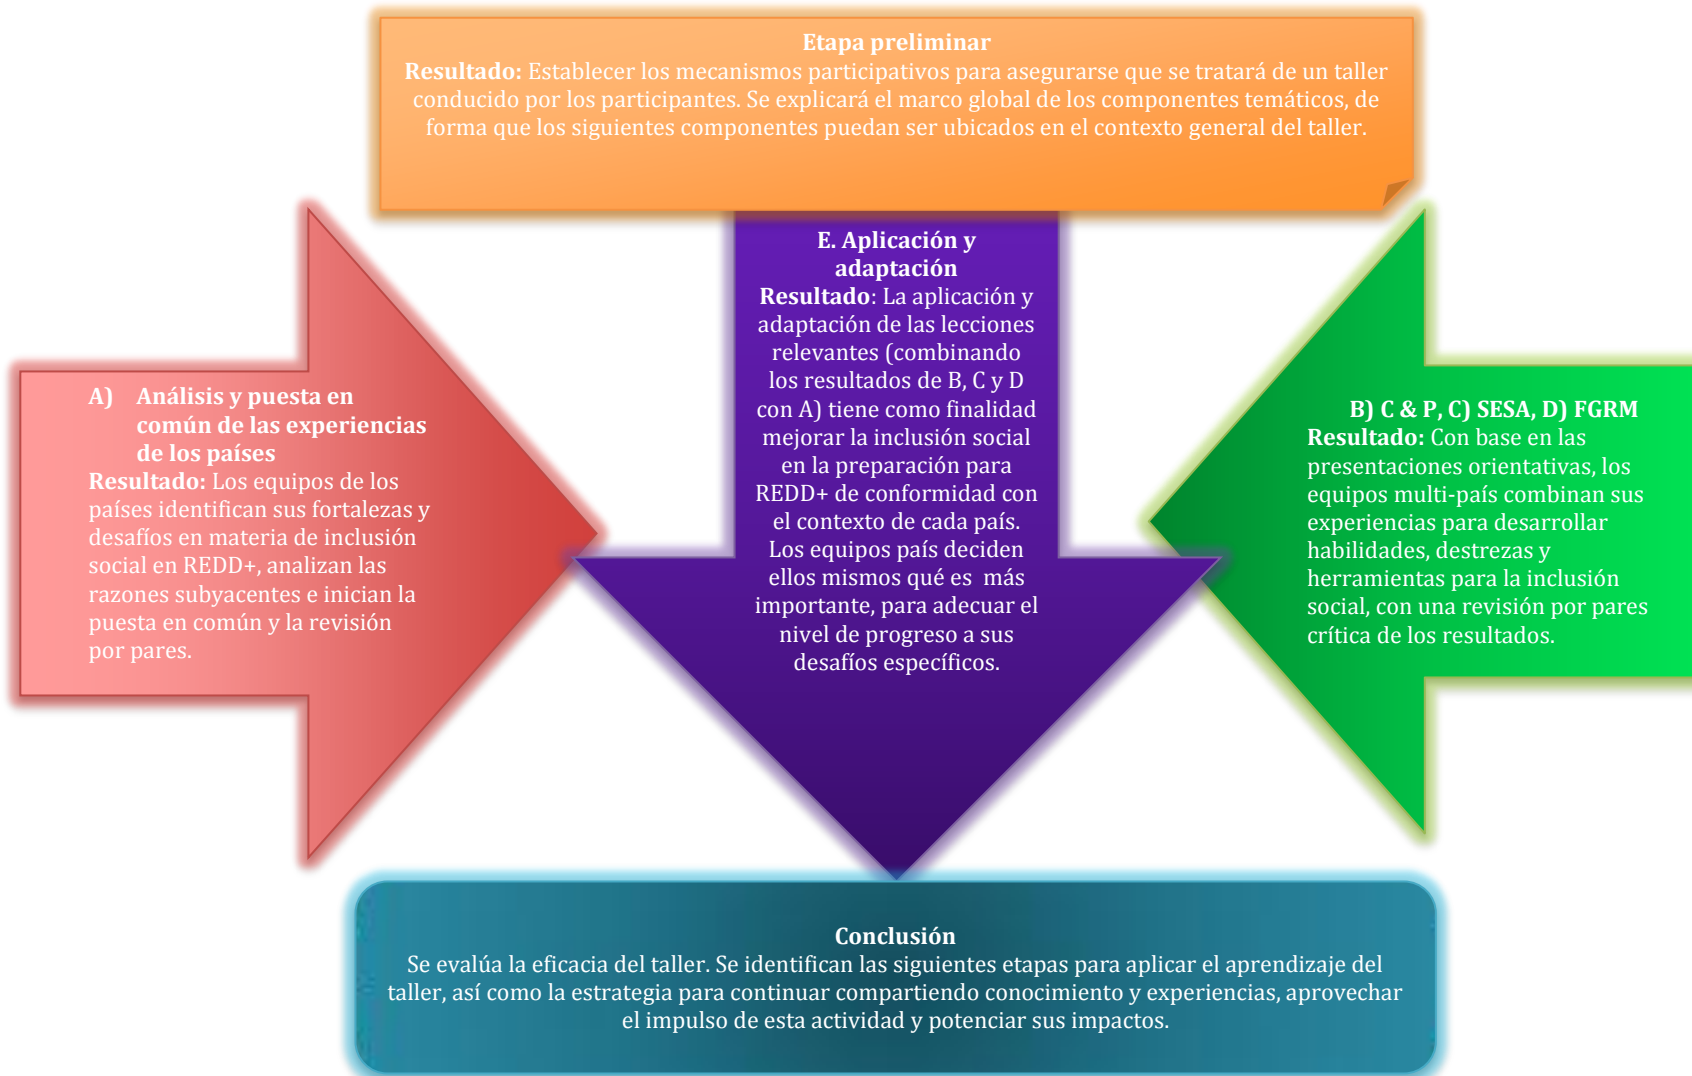 Etapa preliminar
Resultado: Establecer los mecanismos participativos para asegurarse que se tratará de un taller
conducido por los participantes. Se explicará el marco global de los componentes temáticos, de
forma que los siguientes componentes puedan ser ubicados en el contexto general del taller.
A) Análisis y puesta en
común de las experiencias
de los países
Resultado: Los equipos de los
países identifican sus fortalezas y
desafíos en materia de inclusión
social en REDD+, analizan las
razones subyacentes e inician la
puesta en común y la revisión
por pares.
E. Aplicación y
adaptación
Resultado: La aplicación y
adaptación de las lecciones
relevantes (combinando
los resultados de B, C y D
con A) tiene como finalidad
mejorar la inclusión social
en la preparación para
REDD+ de conformidad con
el contexto de cada país.
Los equipos país deciden
ellos mismos qué es más
importante, para adecuar el
nivel de progreso a sus
desafíos específicos.
B) C & P, C) SESA, D) FGRM
Resultado: Con base en las
presentaciones orientativas, los
equipos multi-país combinan sus
experiencias para desarrollar
habilidades, destrezas y
herramientas para la inclusión
social, con una revisión por pares
crítica de los resultados.
Conclusión
Se evalúa la eficacia del taller. Se identifican las siguientes etapas para aplicar el aprendizaje del
taller, así como la estrategia para continuar compartiendo conocimiento y experiencias, aprovechar
el impulso de esta actividad y potenciar sus impactos.